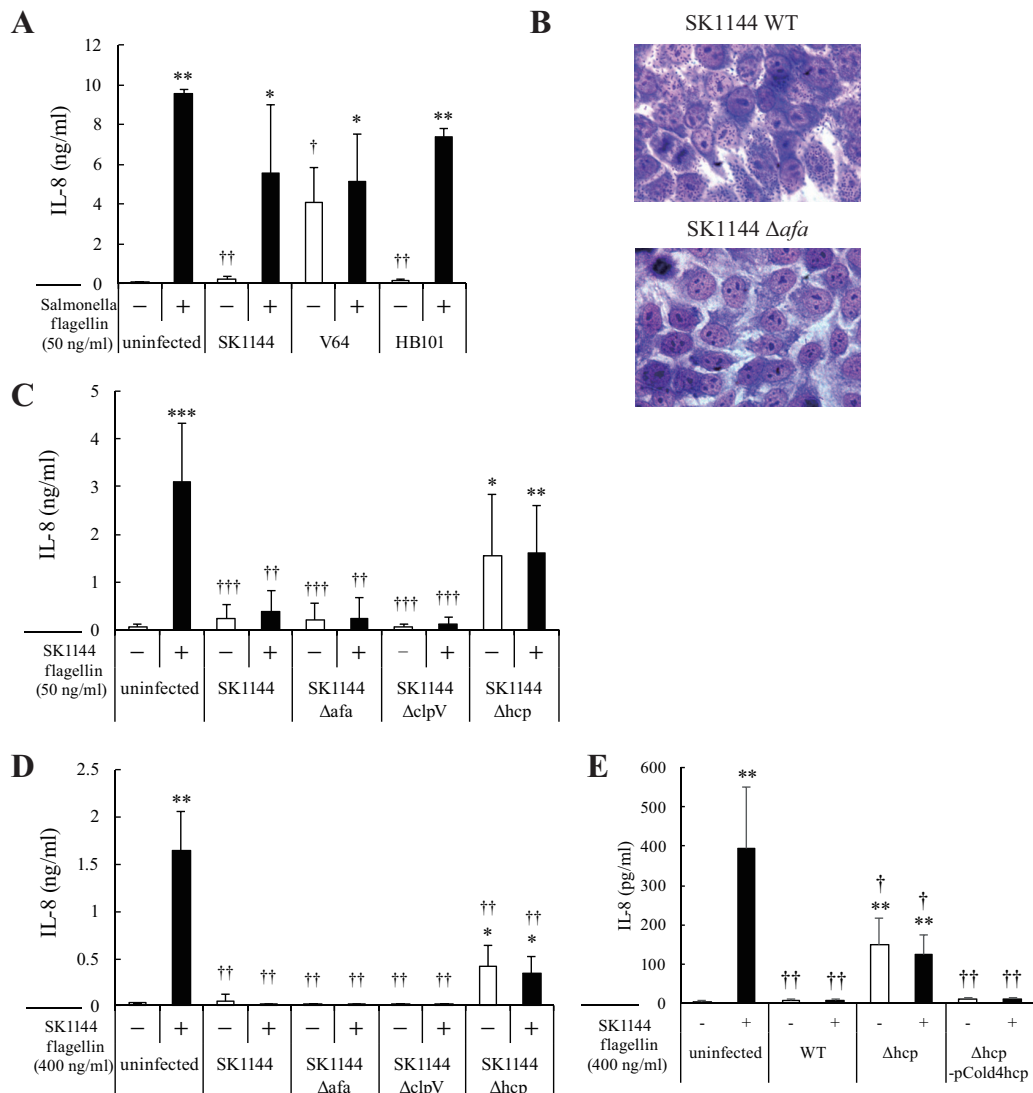 A
12
10
8
6
4
2
0
IL-8 (ng/ml)
** * † * **
†† ††
Salmonella
flagellin
(50 ng/ml)
− + − + − + − +
uninfected SK1144 V64 HB101
B
SK1144 WT
SK1144 Δafa
C
5
4
3
2
1
0
IL-8 (ng/ml)
***
††† †† ††† †† ††† ††† * **
SK1144
flagellin
(50 ng/ml)
− + − + − + − + − +
uninfected SK1144 SK1144 SK1144 SK1144
Δafa ΔclpV Δhcp
D
2.5
2
1.5
1
0.5
0
IL-8 (ng/ml)
**
†† †† †† †† †† †† †† ††
* *
SK1144
flagellin
(400 ng/ml)
− + − + − + − + − +
uninfected SK1144 SK1144 SK1144 SK1144
Δafa ΔclpV Δhcp
E
600
500
400
300
200
100
0
IL-8 (pg/ml)
**
† †
** **
†† †† †† ††
SK1144
flagellin
(400 ng/ml)
- + - + - + - +
uninfected WT Δhcp Δhcp
-pCold4hcp